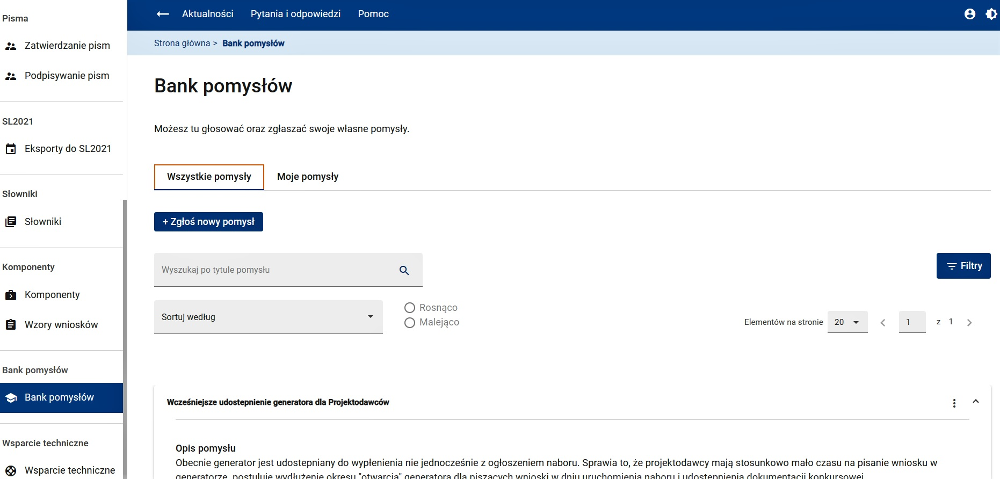 Pisma
Zatwierdzanie pism
Podpisywanie pism
SL2021
Eksporty do SL2021
Słowniki
Słowniki
Komponenty
Komponenty
Wzory wniosków
Bank pomysłów
Bank pomysłów
Wsparcie techniczne
Wsparcie techniczne
Aktualności Pytania i odpowiedzi Pomoc
Strona główna > Bank pomysłów
Bank pomysłów
Możesz tu głosować oraz zgłaszać swoje własne pomysły.
Wszystkie pomysły Moje pomysły
+ Zgłoś nowy pomysł
Wyszukaj po tytule pomysłu
Filtry
Sortuj według
Rosnąco
Malejąco
Elementów na stronie 20 1 z 1
Wcześniejsze udostepnienie generatora dla Projektodawców
Opis pomysłu
Obecnie generator jest udostepniany do wypłenienia nie jednocześnie z ogłoszeniem naboru. Sprawia to, że projektodawcy mają stosunkowo mało czasu na pisanie wniosku w
generatorze. postuluję wydłużenie okresu "otwarcia" generatora dla piszących wnioski w dniu uruchomienia naboru i udostępnienia dokumentacji konkursowej.